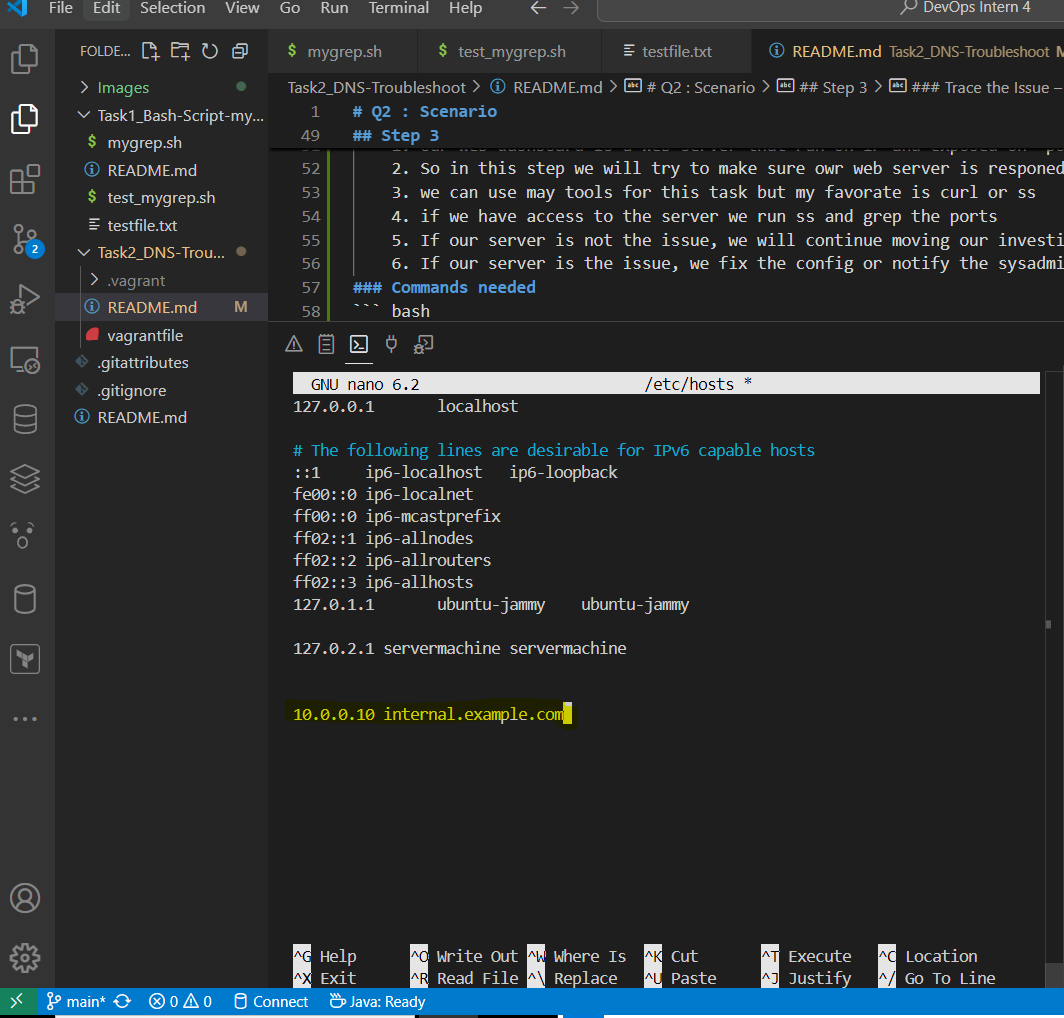 File Edit Selection View Go Run Terminal Help DevOps Intern 4
FOLDE...
Images
Task1_Bash-Script-my...
mygrep.sh
README.md
test_mygrep.sh
testfile.txt
Task2_DNS-Trou...
.vagrant
README.md M
vagrantfile
.gitattributes
.gitignore
README.md
2
$ mygrep.sh $ test_mygrep.sh testfile.txt README.md Task2_DNS-Troubleshoot M
Task2_DNS-Troubleshoot > README.md > # Q2 : Scenario > ## Step 3 > ### Trace the Issue –
1 # Q2 : Scenario
49 ## Step 3
52 2. So in this step we will try to make sure owr web server is responed
53 3. we can use may tools for this task but my favorate is curl or ss
54 4. if we have access to the server we run ss and grep the ports
55 5. If our server is not the issue, we will continue moving our investi
56 6. If our server is the issue, we fix the config or notify the sysadmi
57 ### Commands needed
58 ``` bash
GNU nano 6.2 /etc/hosts *
127.0.0.1 localhost
# The following lines are desirable for IPv6 capable hosts
::1 ip6-localhost ip6-loopback
fe00::0 ip6-localnet
ff00::0 ip6-mcastprefix
ff02::1 ip6-allnodes
ff02::2 ip6-allrouters
ff02::3 ip6-allhosts
127.0.1.1 ubuntu-jammy ubuntu-jammy
127.0.2.1 servermachine servermachine
10.0.0.10 internal.example.com
^G Help ^O Write Out ^W Where Is ^K Cut ^T Execute ^C Location
^X Exit ^R Read File ^\ Replace ^U Paste ^J Justify ^/ Go To Line
main* 0 0 Connect Java: Ready